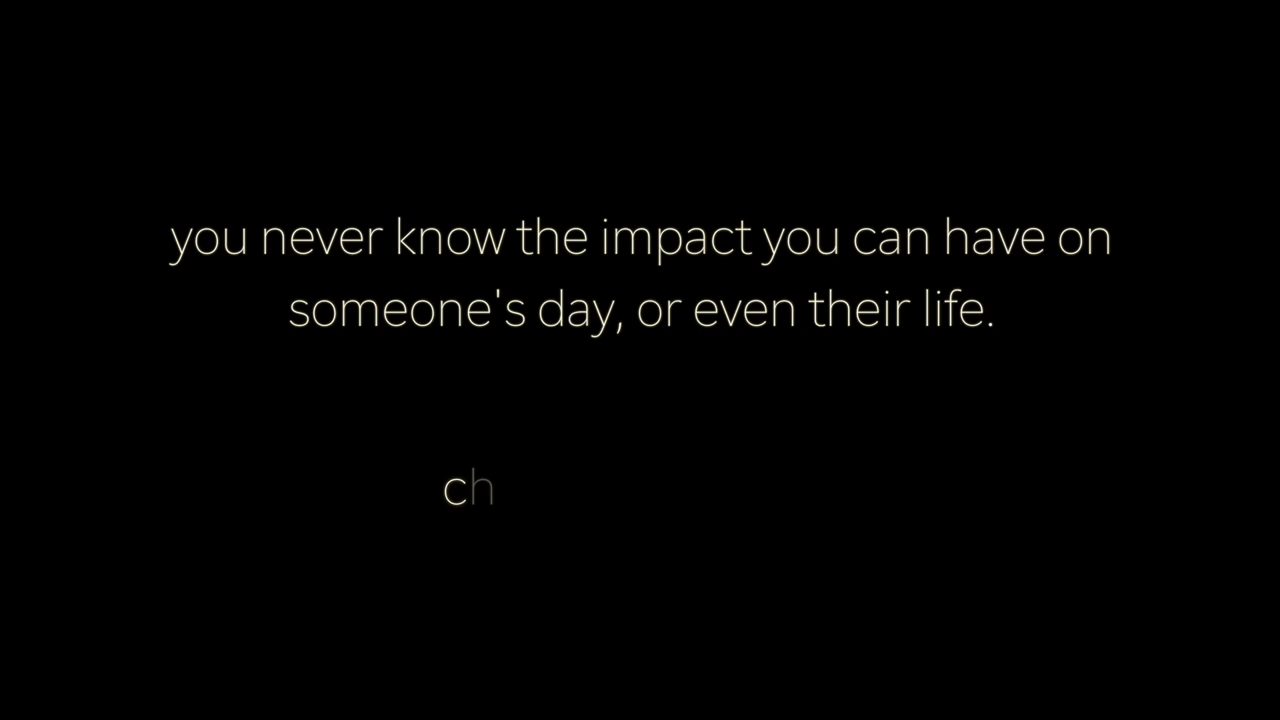 you never know the impact you can have on
someone's day, or even their life.
ch